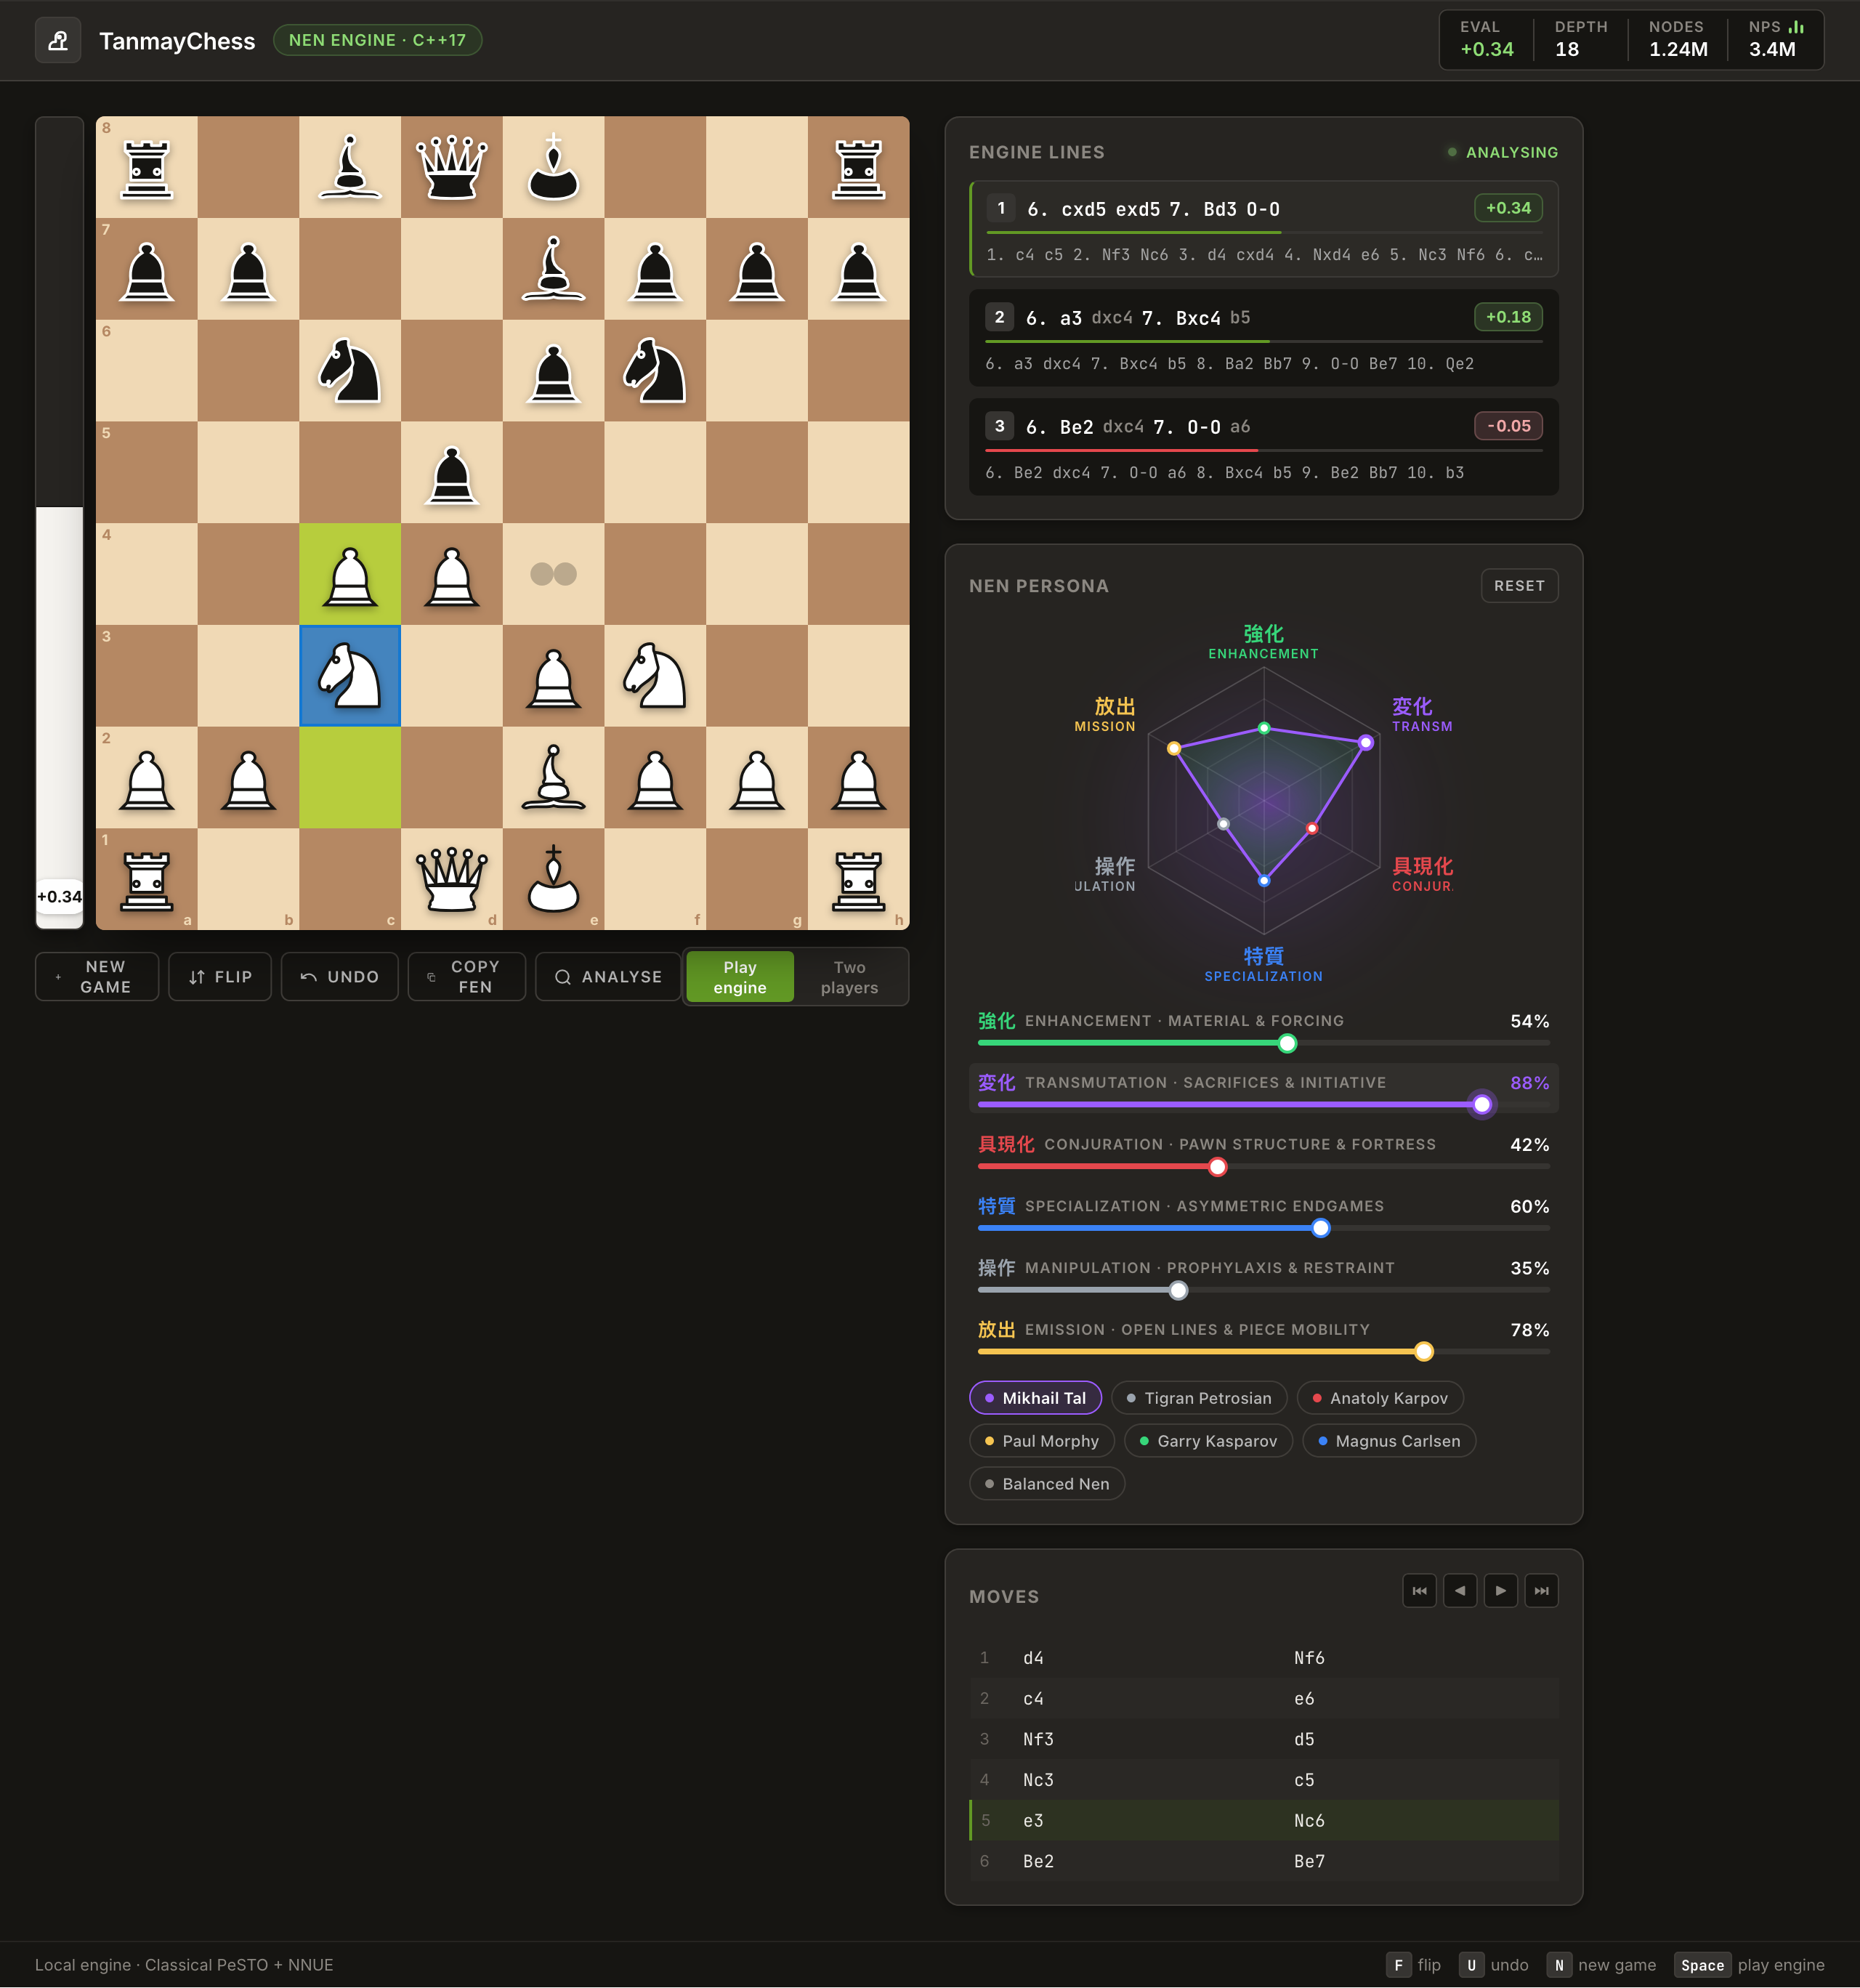 TanmayChess
NEN ENGINE · C++17
EVAL DEPTH NODES NPS
+0.34 18 1.24M 3.4M
8
7
6
5
4
3
2
1
a b c d e f g h
+0.34
NEW GAME
FLIP
UNDO
COPY FEN
ANALYSE
Play engine
Two players
ENGINE LINES
ANALYSING
1 6. cxd5 exd5 7. Bd3 O-O +0.34
1. c4 c5 2. Nf3 Nc6 3. d4 cxd4 4. Nxd4 e6 5. Nc3 Nf6 6. c…
2 6. a3 dxc4 7. Bxc4 b5 +0.18
6. a3 dxc4 7. Bxc4 b5 8. Ba2 Bb7 9. O-O Be7 10. Qe2
3 6. Be2 dxc4 7. O-O a6 -0.05
6. Be2 dxc4 7. O-O a6 8. Bxc4 b5 9. Be2 Bb7 10. b3
NEN PERSONA
RESET
強化
ENHANCEMENT
放出
MISSION
変化
TRANSM
操作
ULATION
具現化
CONJUR.
特質
SPECIALIZATION
強化 ENHANCEMENT · MATERIAL & FORCING 54%
変化 TRANSMUTATION · SACRIFICES & INITIATIVE 88%
具現化 CONJURATION · PAWN STRUCTURE & FORTRESS 42%
特質 SPECIALIZATION · ASYMMETRIC ENDGAMES 60%
操作 MANIPULATION · PROPHYLAXIS & RESTRAINT 35%
放出 EMISSION · OPEN LINES & PIECE MOBILITY 78%
Mikhail Tal Tigran Petrosian Anatoly Karpov
Paul Morphy Garry Kasparov Magnus Carlsen
Balanced Nen
MOVES
1 d4 Nf6
2 c4 e6
3 Nf3 d5
4 Nc3 c5
5 e3 Nc6
6 Be2 Be7
Local engine · Classical PeSTO + NNUE
F flip U undo N new game Space play engine